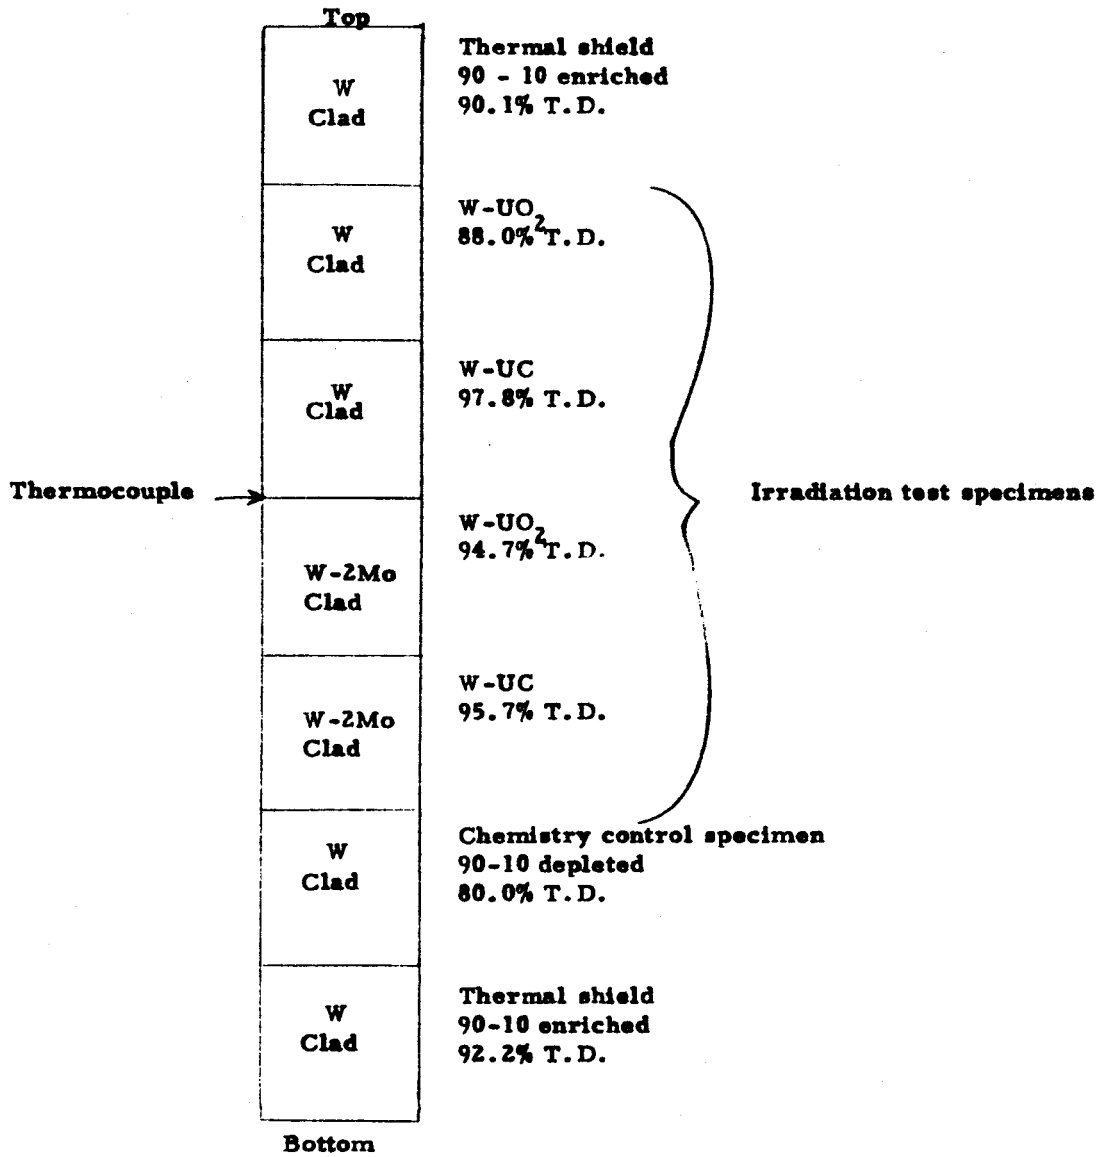 Top
W
Clad
Thermal shield
90 - 10 enriched
90.1% T.D.
W
Clad
W-UO2
88.0% T.D.
W
Clad
W-UC
97.8% T.D.
Thermocouple
Irradiation test specimens
W-2Mo
Clad
W-UO2
94.7% T.D.
W-2Mo
Clad
W-UC
95.7% T.D.
W
Clad
Chemistry control specimen
90-10 depleted
80.0% T.D.
W
Clad
Thermal shield
90-10 enriched
92.2% T.D.
Bottom